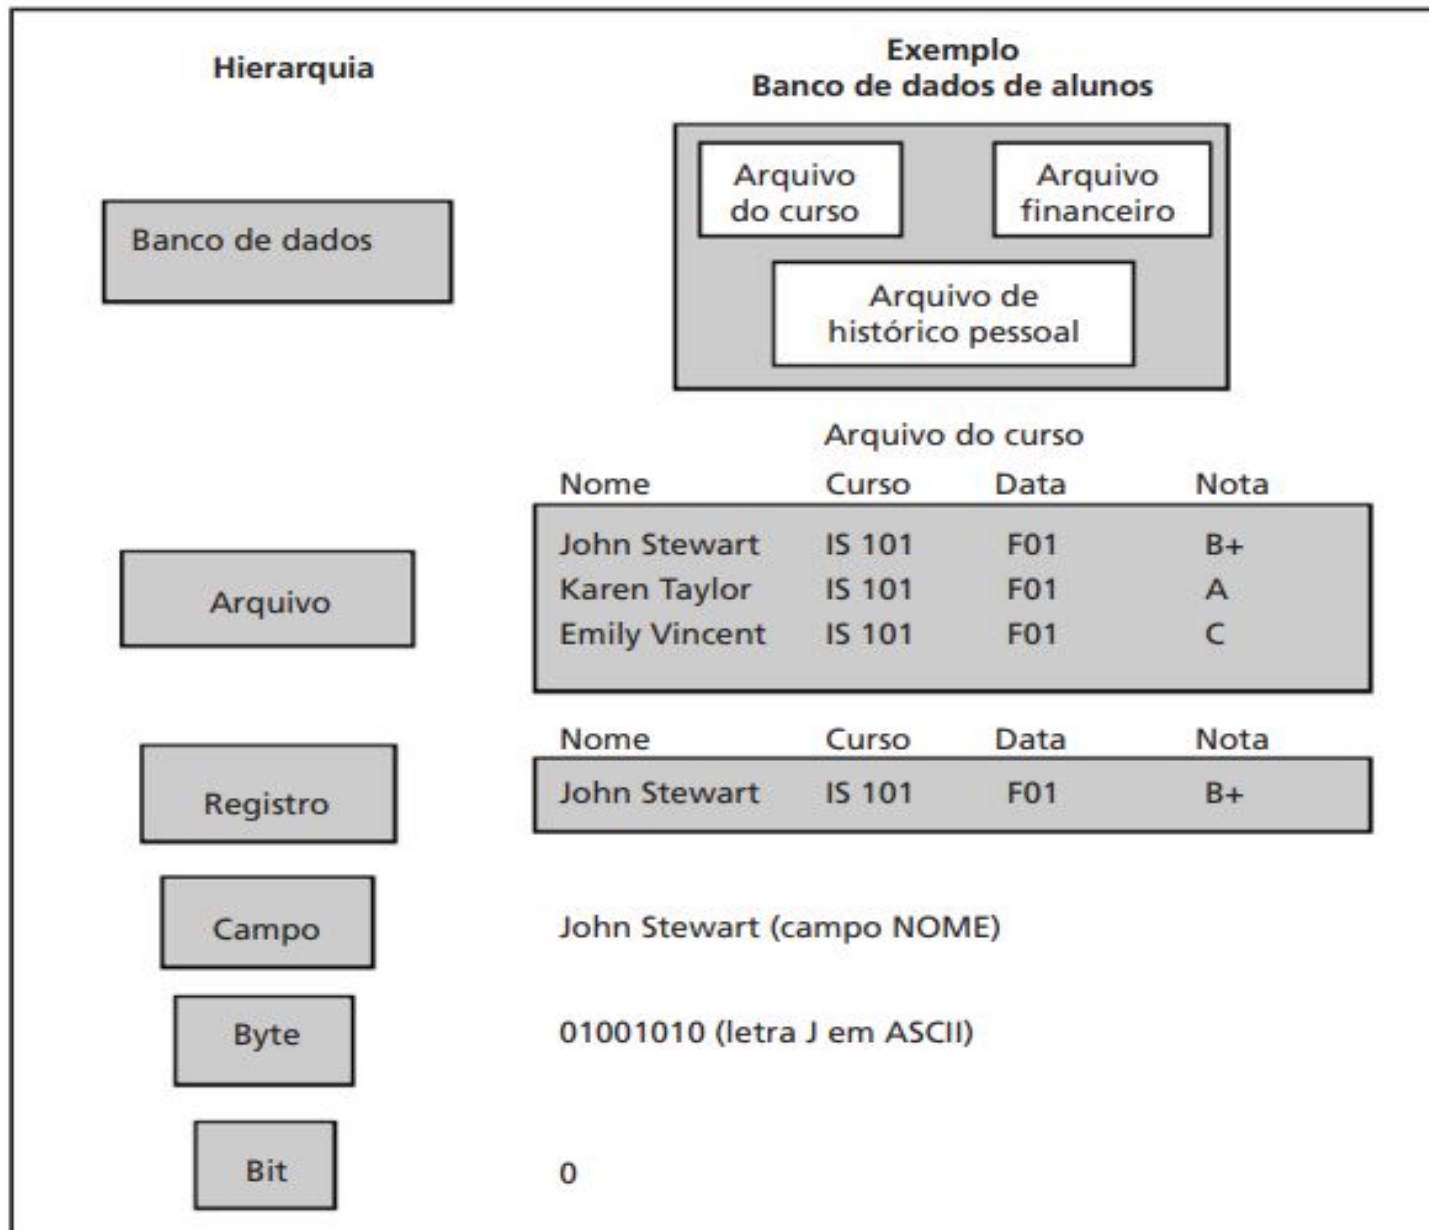 Hierarquia
Exemplo
Banco de dados de alunos
Banco de dados
Arquivo
do curso
Arquivo
financeiro
Arquivo de
histórico pessoal
Arquivo do curso
Nome Curso Data Nota
Arquivo
John Stewart IS 101 F01 B+
Karen Taylor IS 101 F01 A
Emily Vincent IS 101 F01 C
Nome Curso Data Nota
Registro
John Stewart IS 101 F01 B+
Campo
John Stewart (campo NOME)
Byte
01001010 (letra J em ASCII)
Bit
0